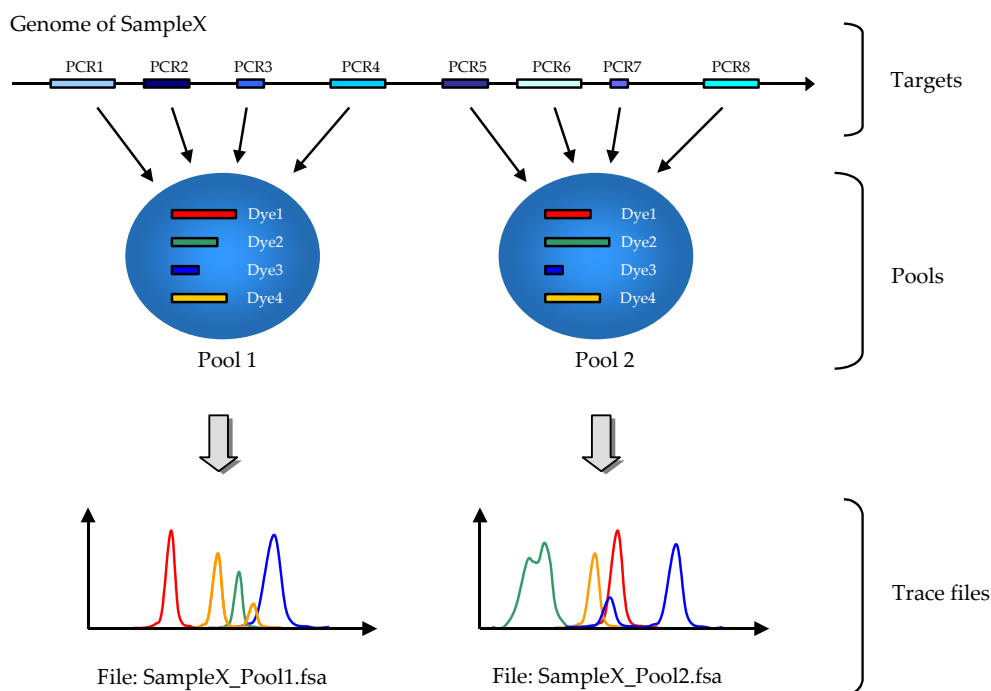 Genome of SampleX
PCR1 PCR2 PCR3 PCR4 PCR5 PCR6 PCR7 PCR8
Targets
Dye1
Dye2
Dye3
Dye4
Pool 1
Dye1
Dye2
Dye3
Dye4
Pool 2
Pools
File: SampleX_Pool1.fsa
File: SampleX_Pool2.fsa
Trace files